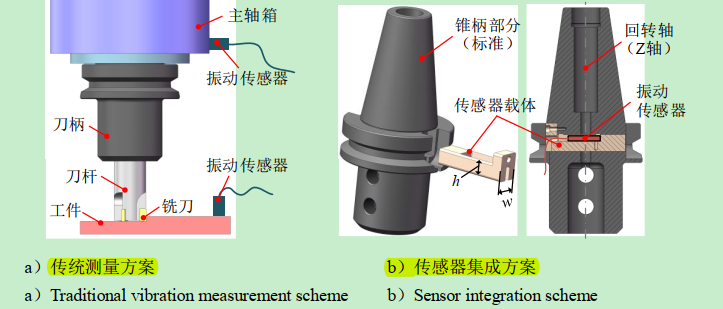 主轴箱
振动传感器
刀柄
刀杆
振动传感器
工件
铣刀
锥柄部分
（标准）
回转轴
（Z轴）
传感器载体
振动
传感器
h
w
a）传统测量方案
b）传感器集成方案
a）Traditional vibration measurement scheme
b）Sensor integration scheme